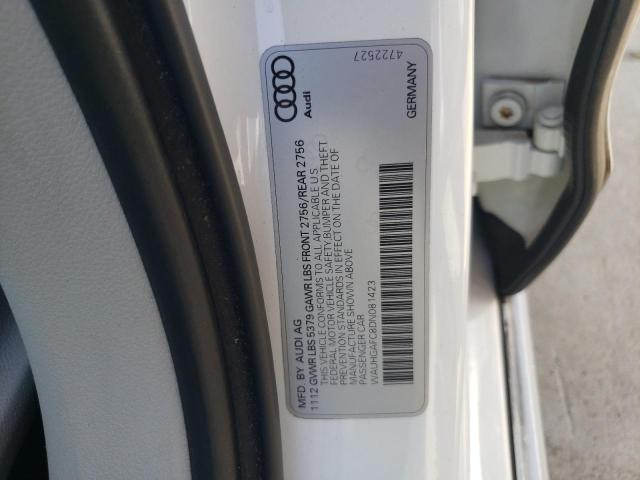 4722527
Audi
GERMANY
MFD. BY AUDI AG
1112 GVWR LBS 5379 GAWR LBS FRONT 2756/REAR 2756
THIS VEHICLE CONFORMS TO ALL APPLICABLE U.S
FEDERAL MOTOR VEHICLE SAFETY BUMPER AND THEFT
PREVENTION STANDARDS IN EFFECT ON THE DATE OF
MANUFACTURE SHOWN ABOVE
PASSENGER CAR
WAUHGAFC8DN081423